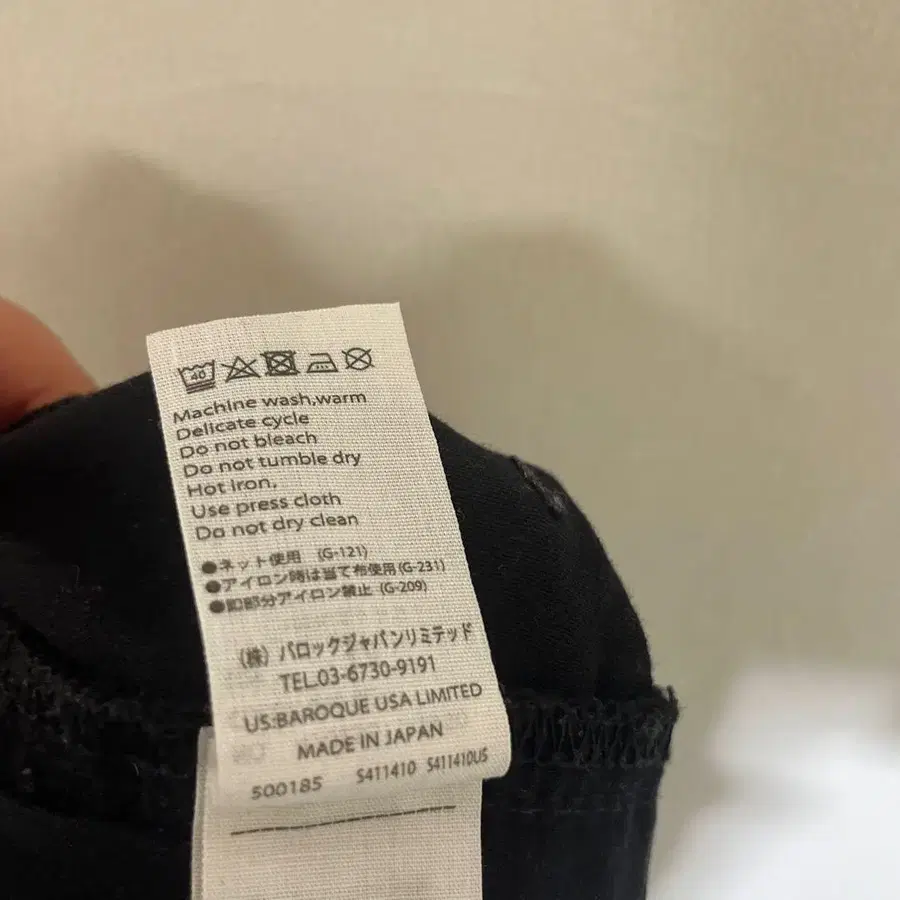 40
Machine wash,warm
Delicate cycle
Do not bleach
Do not tumble dry
Hot iron,
Use press cloth
Do not dry clean
●ネット使用 (G-121)
●アイロン時は当て布使用(G-231)
●釦部分アイロン禁止 (G-209)
(株) バロックジャパンリミテッド
TEL.03-6730-9191
US:BAROQUE USA LIMITED
MADE IN JAPAN
500185 S411410 S411410US